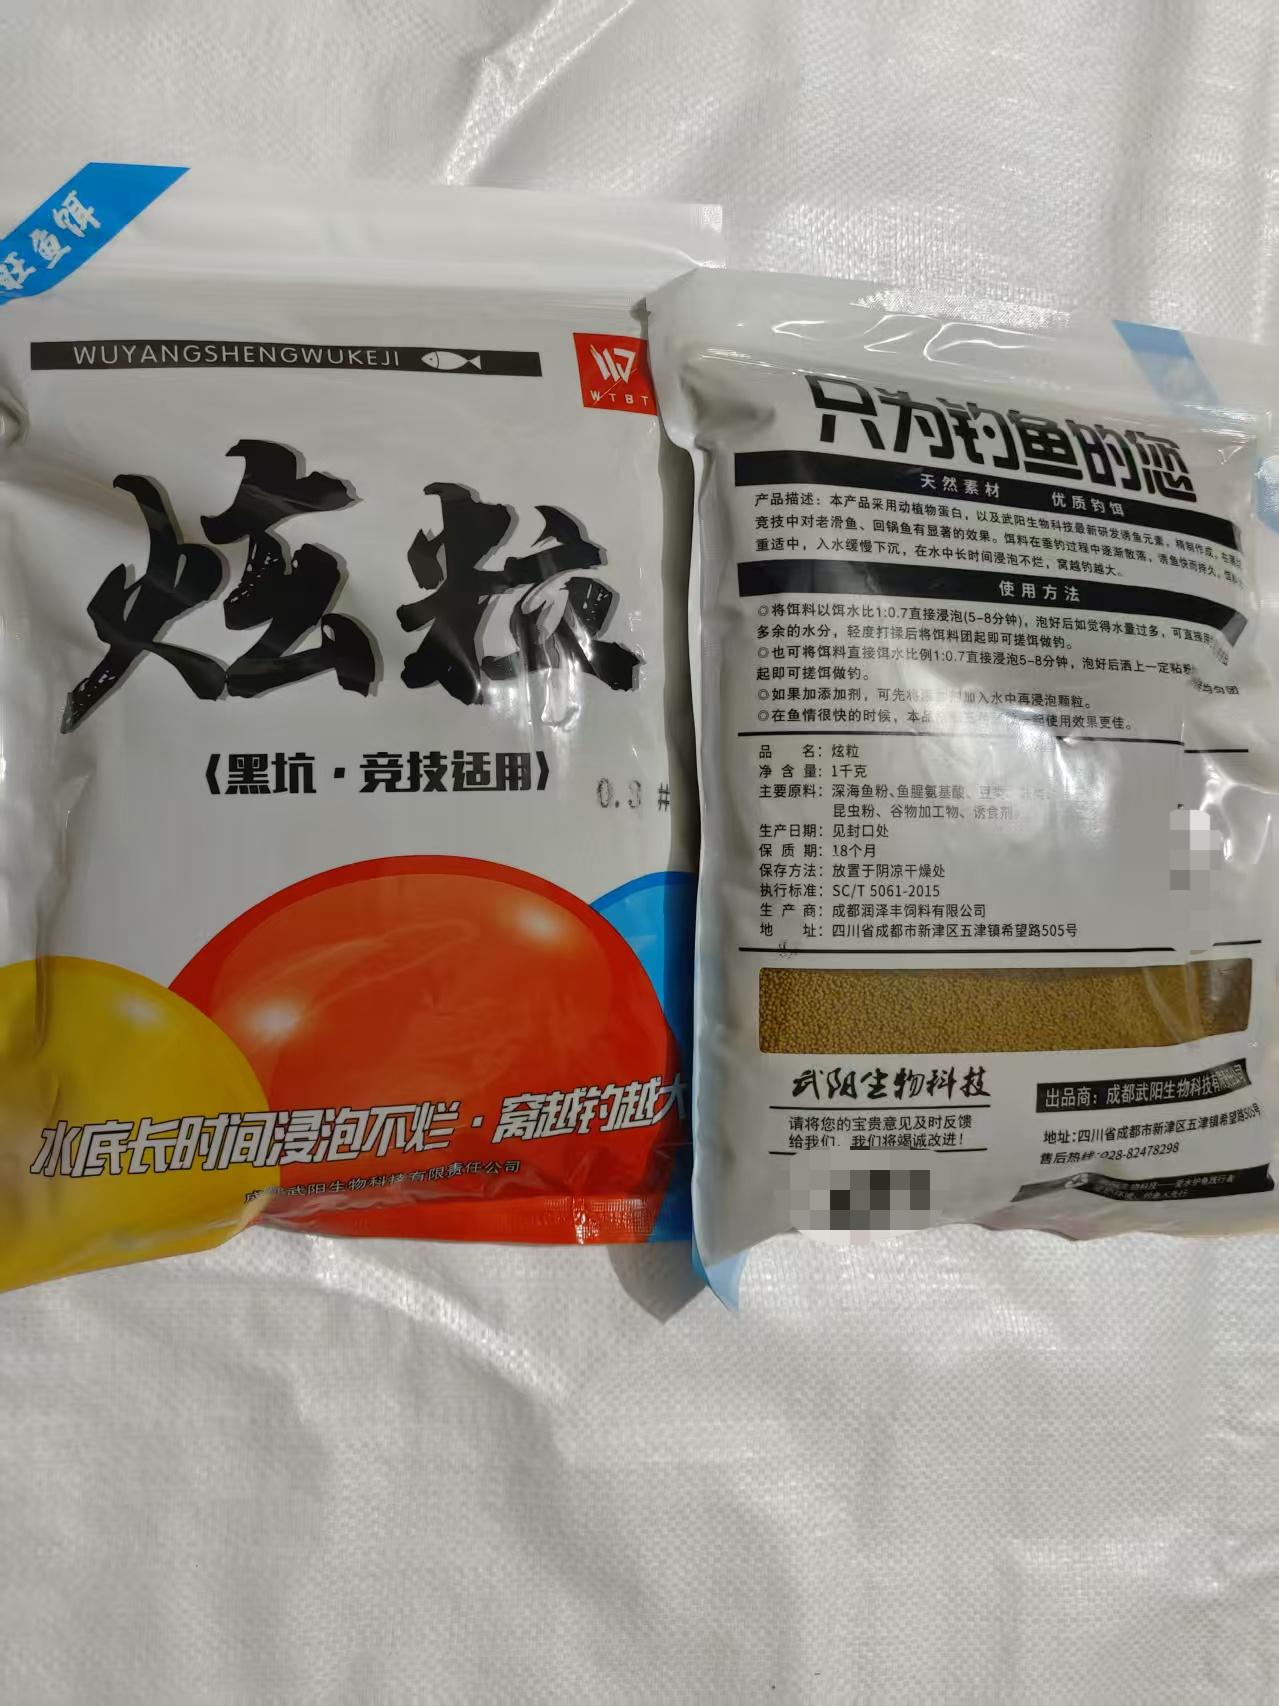 旺鱼饵
WUYANGSHENGWUKEJI
WTBT
炫粒
《黑坑·竞技适用》
0.3#
水底长时间浸泡不烂·窝越钓越大
武阳生物科技有限责任公司
只为钓鱼的您
天然素材 优质钓饵
产品描述：本产品采用动植物蛋白，以及武阳生物科技最新研发诱鱼元素，精制作成，在
竞技中对老滑鱼、回锅鱼有显著的效果。饵料在垂钓过程中逐渐散落，诱鱼快而持久，饵料
重适中，入水缓慢下沉，在水中长时间浸泡不烂，窝越钓越大。
使用方法
◎将饵料以饵水比1:0.7直接浸泡(5-8分钟)，泡好后如觉得水量过多，可直接
多余的水分，轻度打揉后将饵料团起即可搓饵做钓。
◎也可将饵料直接饵水比例1:0.7直接浸泡5-8分钟，泡好后洒上一定粘粉 团
起即可搓饵做钓。
◎如果加添加剂，可先将 加入水中再浸泡颗粒。
◎在鱼情很快的时候，本品 使用效果更佳。
品 名：炫粒
净 含 量：1千克
主要原料：深海鱼粉、鱼腥氨基酸、
昆虫粉、谷物加工物、诱食剂
生产日期：见封口处
保 质 期：18个月
保存方法：放置于阴凉干燥处
执行标准：SC/T 5061-2015
生 产 商：成都润泽丰饲料有限公司
地 址：四川省成都市新津区五津镇希望路505号
武阳生物科技
请将您的宝贵意见及时反馈
给我们，我们将竭诚改进！
出品商：成都武阳生物科技有限公司
地址：四川省成都市新津区五津镇希望路505号
售后热线：028-82478298
生物科技——爱水护鱼践行者